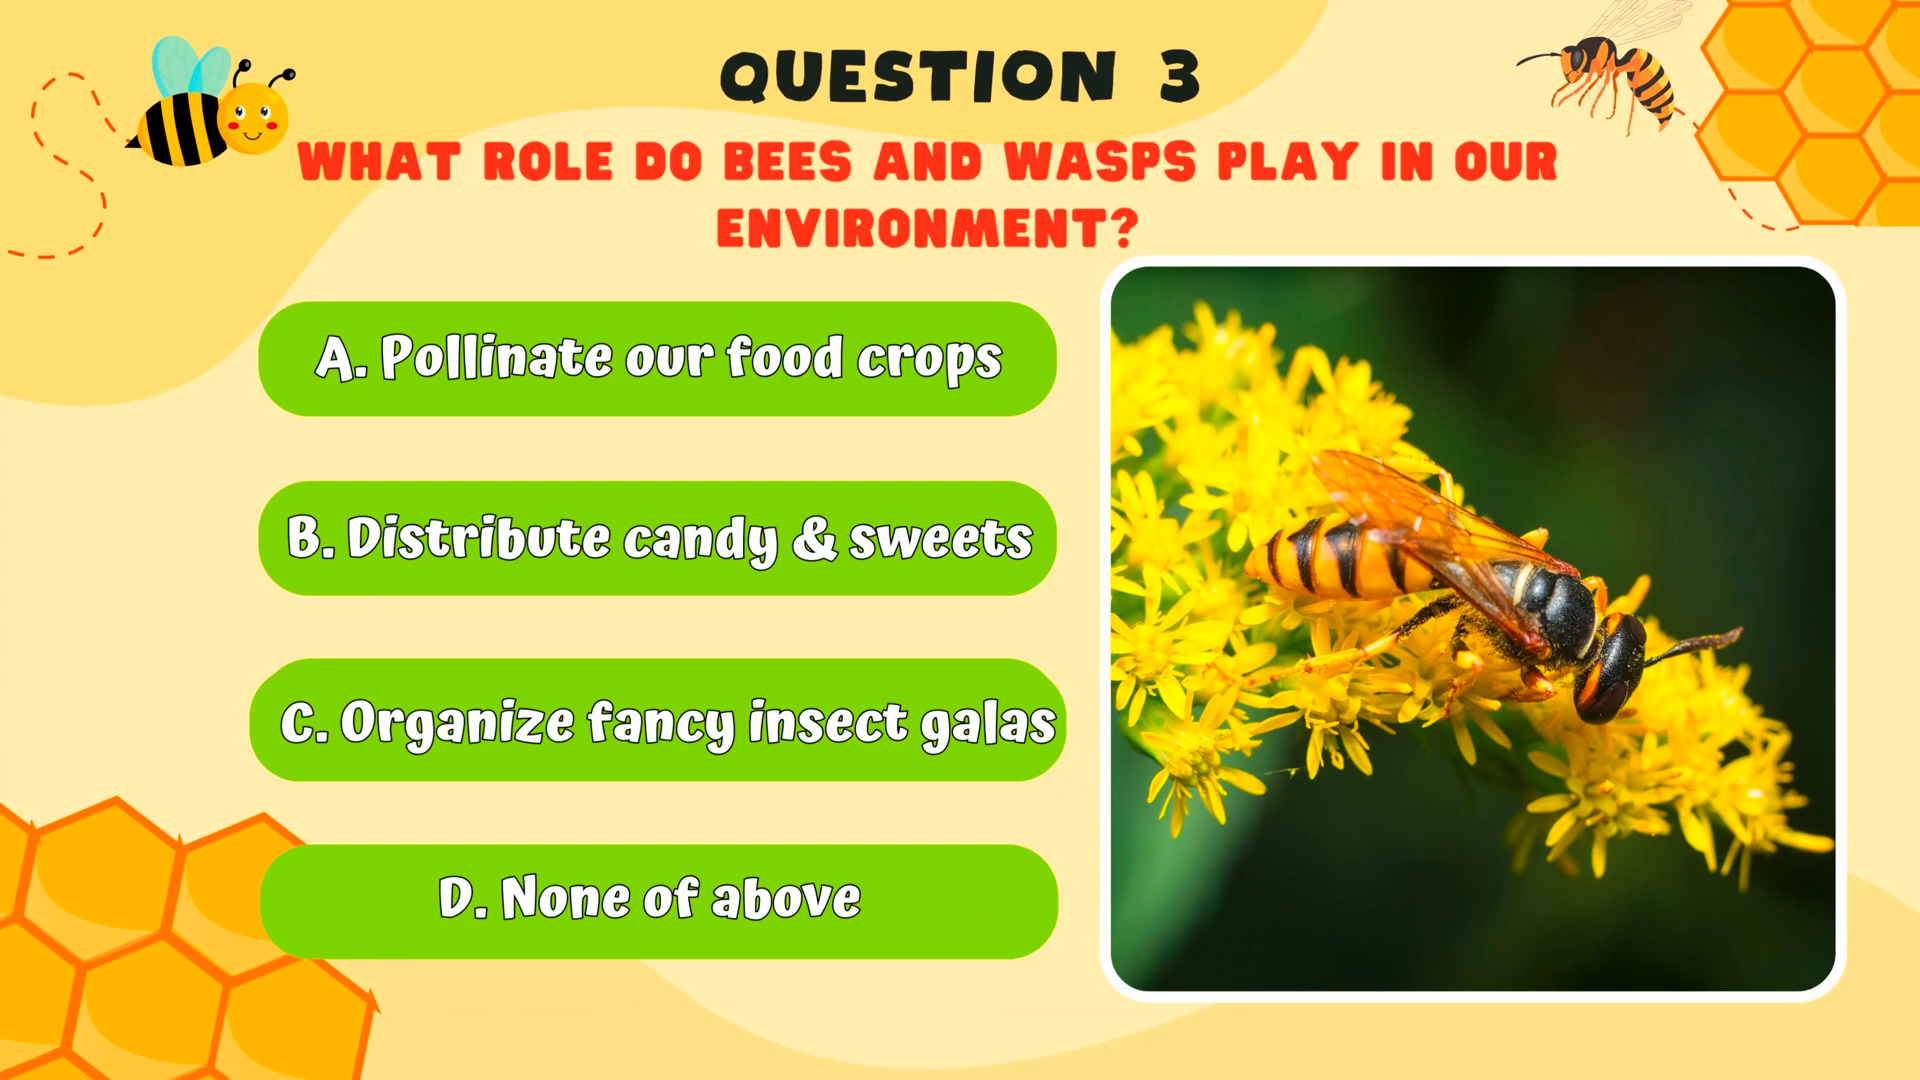 QUESTION 3
WHAT ROLE DO BEES AND WASPS PLAY IN OUR
ENVIRONMENT?
A. Pollinate our food crops
B. Distribute candy & sweets
C. Organize fancy insect galas
D. None of above